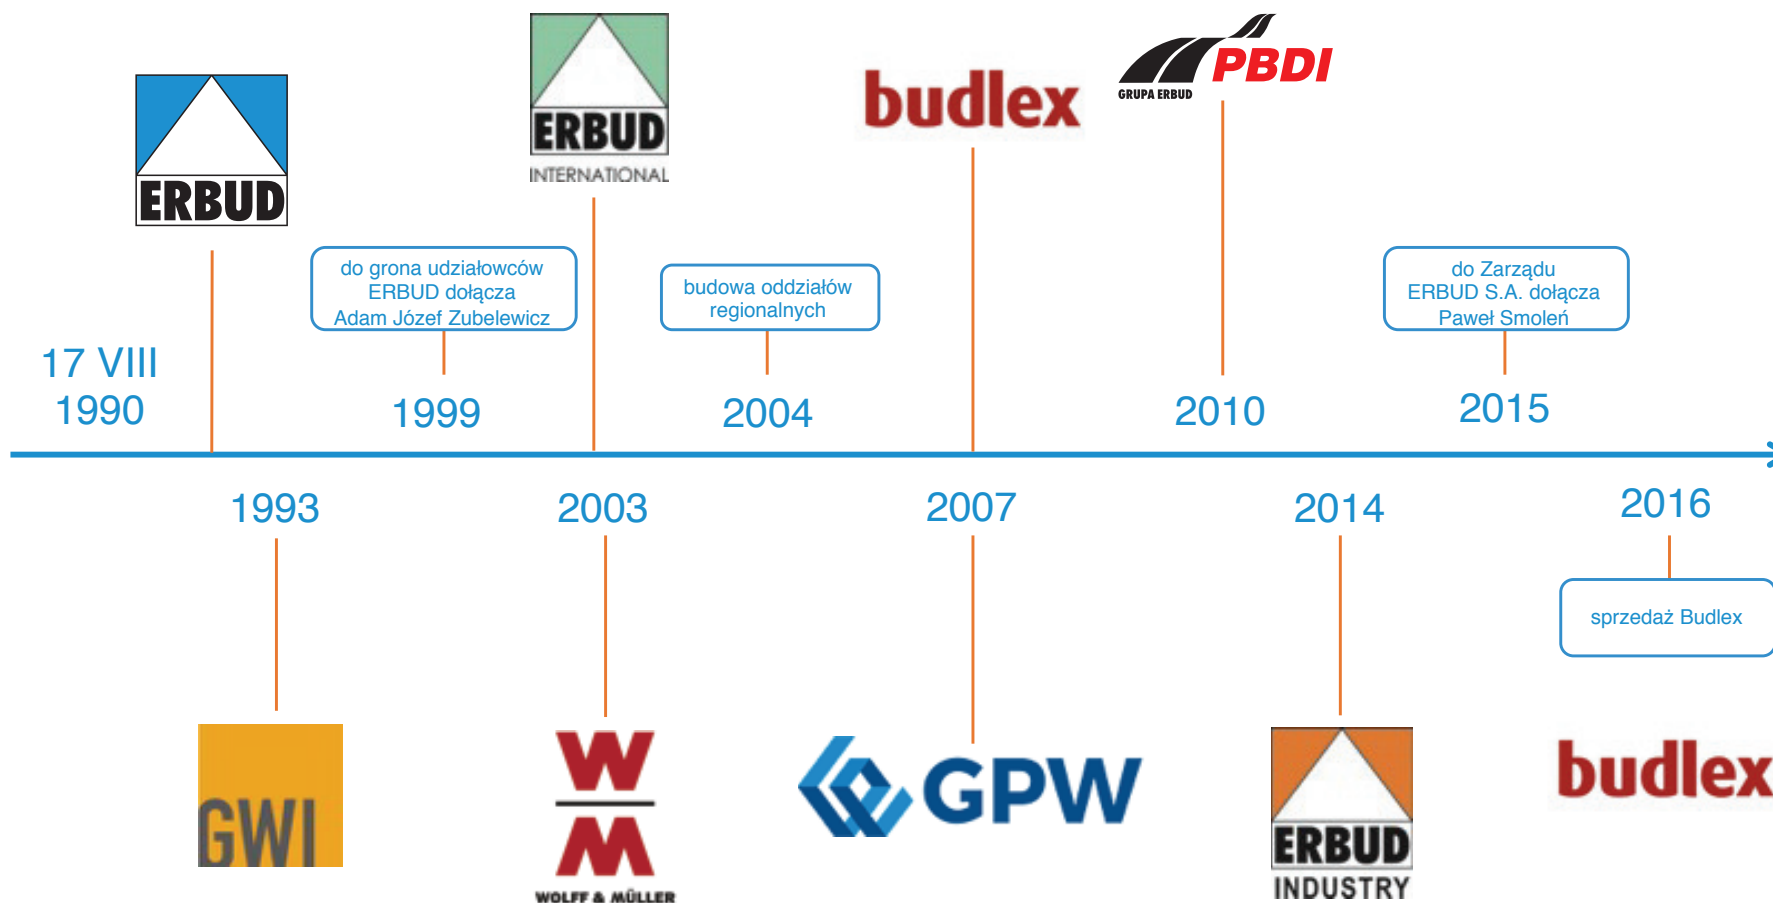 ERBUD
ERBUD
INTERNATIONAL
budlex
PBDI
GRUPA ERBUD
do grona udziałowców
ERBUD dołącza
Adam Józef Zubelewicz
budowa oddziałów
regionalnych
do Zarządu
ERBUD S.A. dołącza
Paweł Smoleń
17 VIII
1990
1999
2004
2010
2015
1993
2003
2007
2014
2016
sprzedaż Budlex
GWI
W
M
WOLFF & MÜLLER
GPW
ERBUD
INDUSTRY
budlex